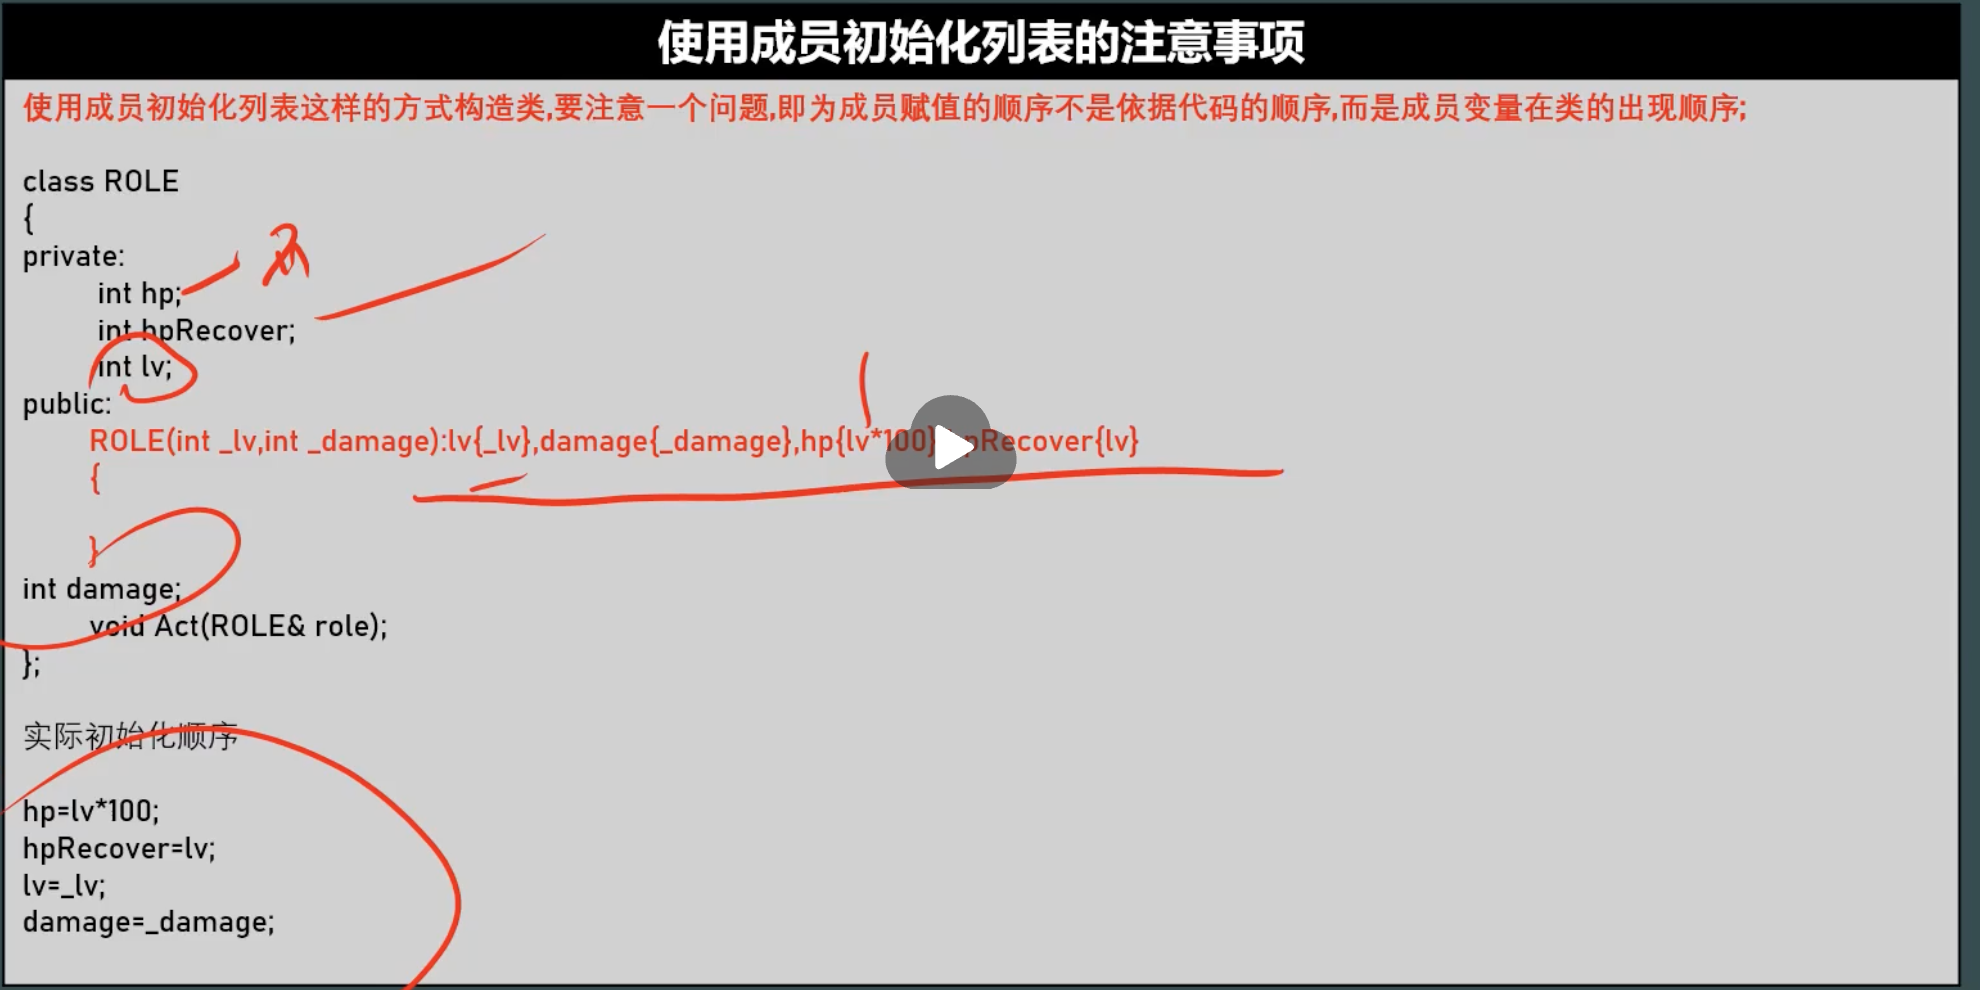 使用成员初始化列表的注意事项
使用成员初始化列表这样的方式构造类,要注意一个问题,即为成员赋值的顺序不是依据代码的顺序,而是成员变量在类的出现顺序;
class ROLE
{
private:
int hp;
int hpRecover;
int lv;
public:
ROLE(int _lv,int _damage):lv{_lv},damage{_damage},hp{lv*100} pRecover{lv}
{
}
int damage;
void Act(ROLE& role);
};
实际初始化顺序
hp=lv*100;
hpRecover=lv;
lv=_lv;
damage=_damage;